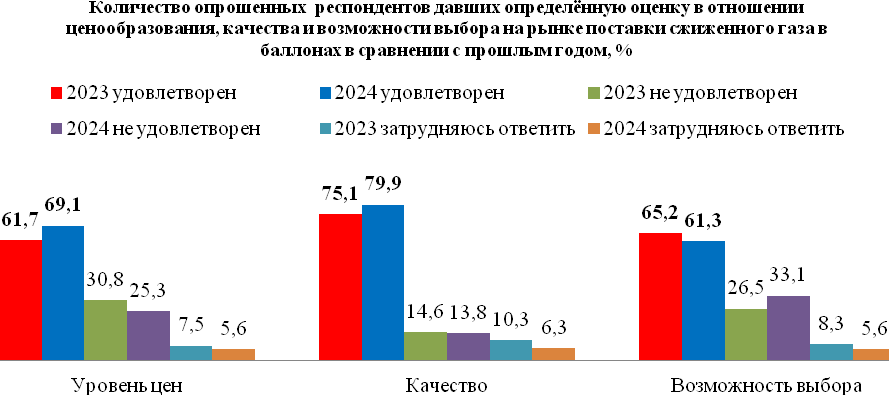 Количество опрошенных  респондентов давших определённую оценку в отношении
ценообразования, качества и возможности выбора на рынке поставки сжиженного газа в
баллонах в сравнении с прошлым годом, %
2023 удовлетворен
2024 удовлетворен
2023 не удовлетворен
2024 не удовлетворен
2023 затрудняюсь ответить
2024 затрудняюсь ответить
61,7
69,1
30,8
25,3
7,5
5,6
75,1
79,9
14,6
13,8
10,3
6,3
65,2
61,3
26,5
33,1
8,3
5,6
Уровень цен
Качество
Возможность выбора